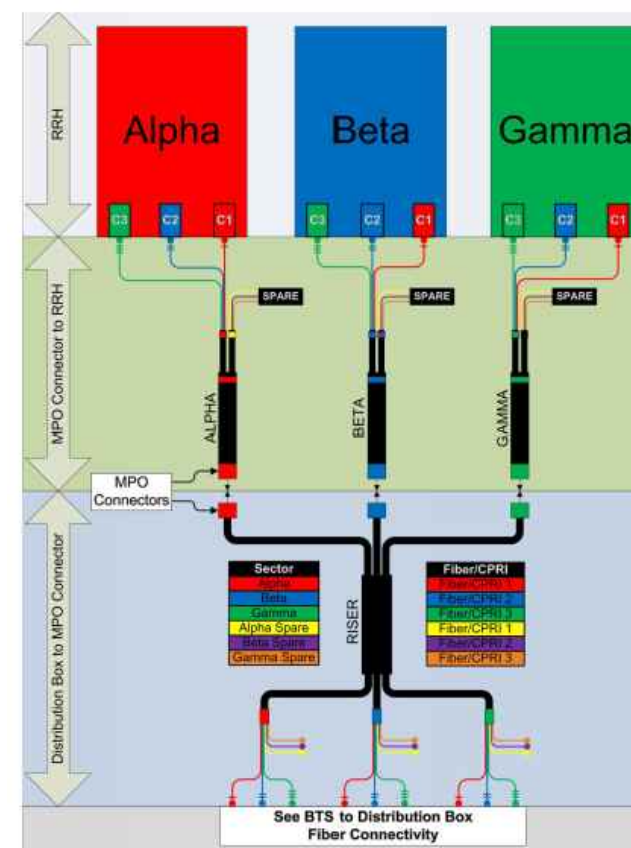 RRH
Alpha
Beta
Gamma
C3
C2
C1
C3
C2
C1
C3
C2
C1
MPO Connector to RRH
SPARE
SPARE
SPARE
ALPHA
BETA
GAMMA
MPO
Connectors
Distribution Box to MPO Connector
Sector
Alpha
Beta
Gamma
Alpha Spare
Beta Spare
Gamma Spare
RISER
Fiber/CPRI
Fiber/CPRI 1
Fiber/CPRI 2
Fiber/CPRI 3
Fiber/CPRI 1
Fiber/CPRI 2
Fiber/CPRI 3
See BTS to Distribution Box
Fiber Connectivity